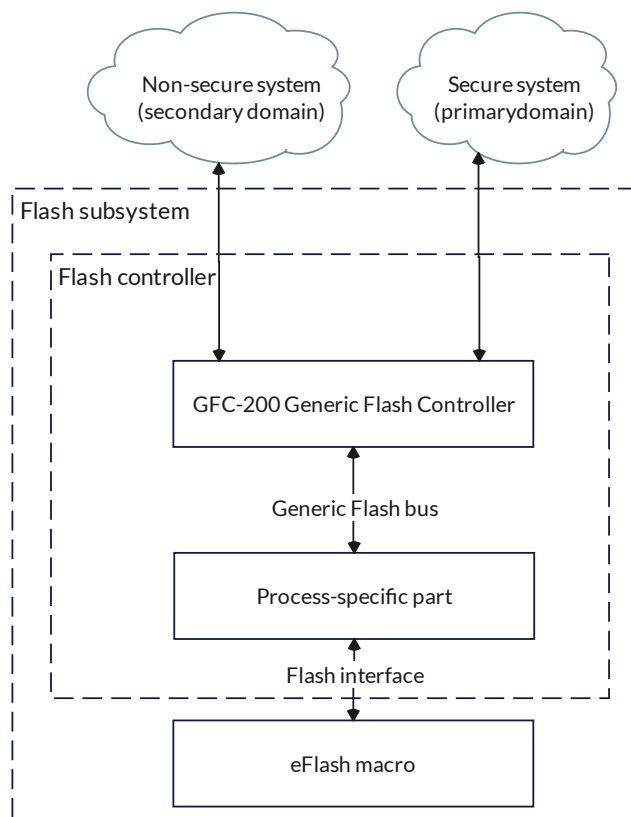 Non-secure system
(secondary domain)
Secure system
(primarydomain)
Flash subsystem
Flash controller
GFC-200 Generic Flash Controller
Generic Flash bus
Process-specific part
Flash interface
eFlash macro